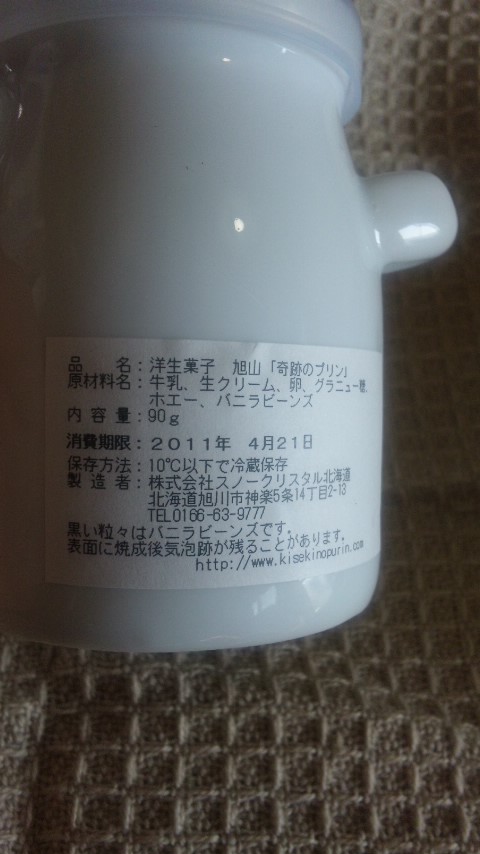 品　　名：洋生菓子　旭山「奇跡のプリン」
原材料名：牛乳、生クリーム、卵、グラニュー糖、
ホエー、バニラビーンズ
内 容 量：90ｇ
消費期限：２０１１年　４月２１日
保存方法：10℃以下で冷蔵保存
製 造 者：株式会社スノークリスタル北海道
北海道旭川市神楽5条14丁目2-13
TEL0166-63-9777
黒い粒々はバニラビーンズです。
表面に焼成後気泡跡が残ることがあります。
http://www.kisekinopurin.com